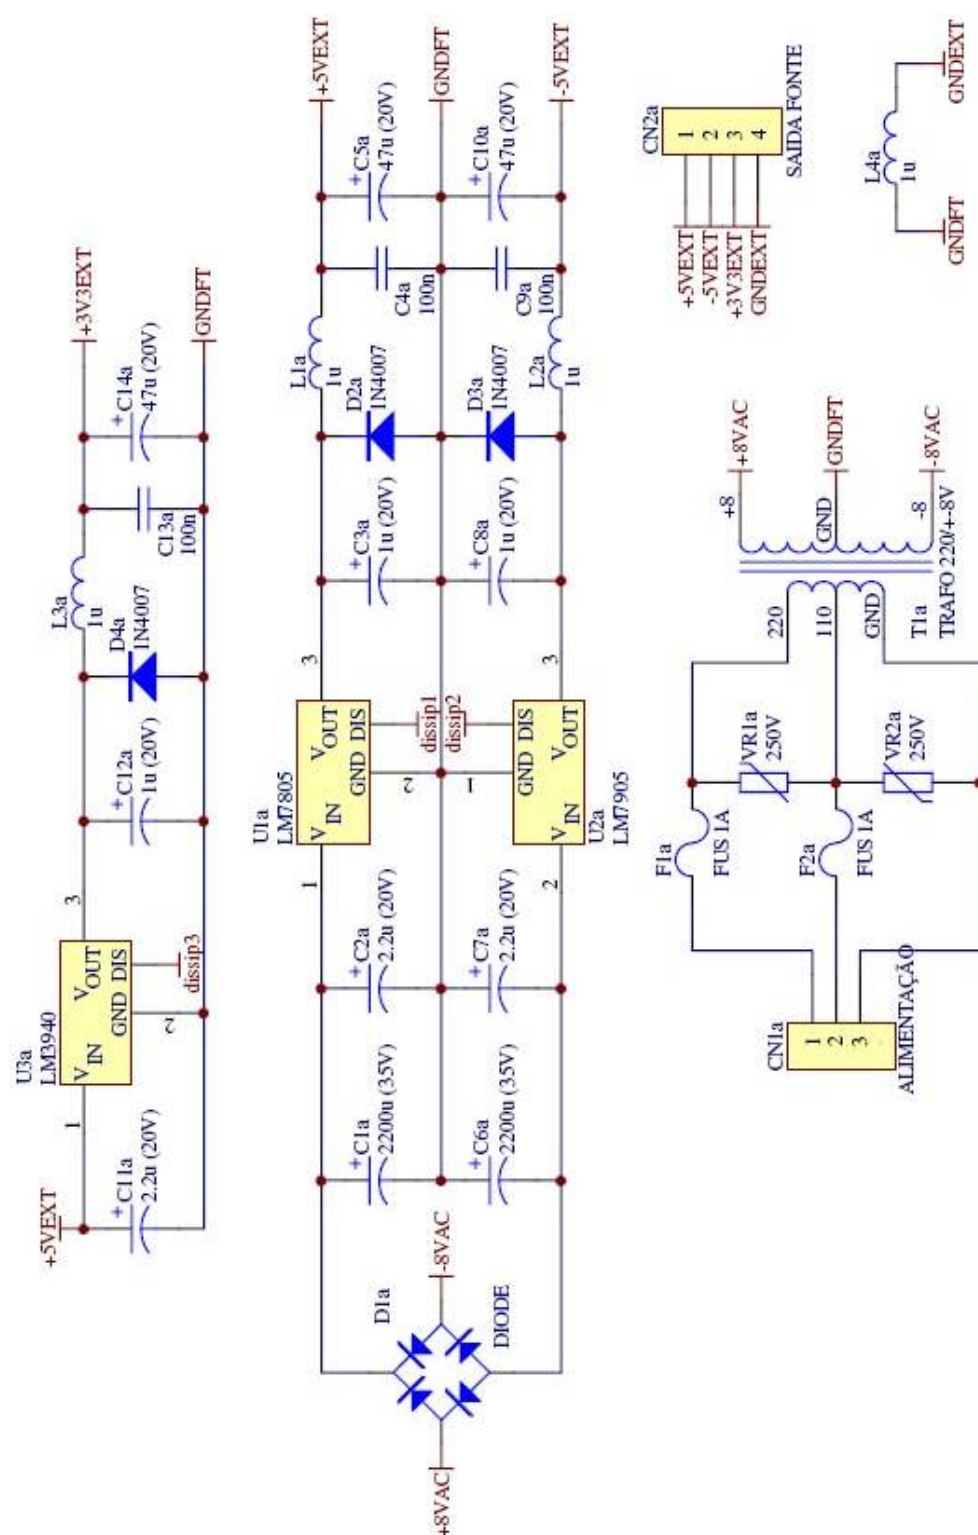 +5VEXT
U3a
LM3940
1
V IN
V OUT
GND
DIS
3
2
dissip3
C11a
2.2u (20V)
C12a
1u (20V)
D4a
1N4007
L3a
1u
C13a
100n
C14a
47u (20V)
+3V3EXT
GNDFT
+8VAC
D1a
DIODE
-8VAC
C1a
2200u (35V)
C6a
2200u (35V)
C2a
2.2u (20V)
C7a
2.2u (20V)
1
U1a
LM7805
V IN
V OUT
GND
DIS
3
2
dissip1
dissip2
1
GND
DIS
V IN
V OUT
2
3
U2a
LM7905
C3a
1u (20V)
C8a
1u (20V)
D2a
1N4007
D3a
1N4007
L1a
1u
L2a
1u
C4a
100n
C9a
100n
C5a
47u (20V)
C10a
47u (20V)
+5VEXT
GNDFT
-5VEXT
CN1a
1
2
3
ALIMENTAÇÃO
F1a
FUS 1A
F2a
FUS 1A
VR1a
250V
VR2a
250V
220
110
GND
T1a
TRAFO 220/+-8V
+8
GND
-8
+8VAC
GNDFT
-8VAC
CN2a
+5VEXT
1
-5VEXT
2
+3V3EXT
3
GNDEXT
4
SAIDA FONTE
L4a
1u
GNDFT
GNDEXT